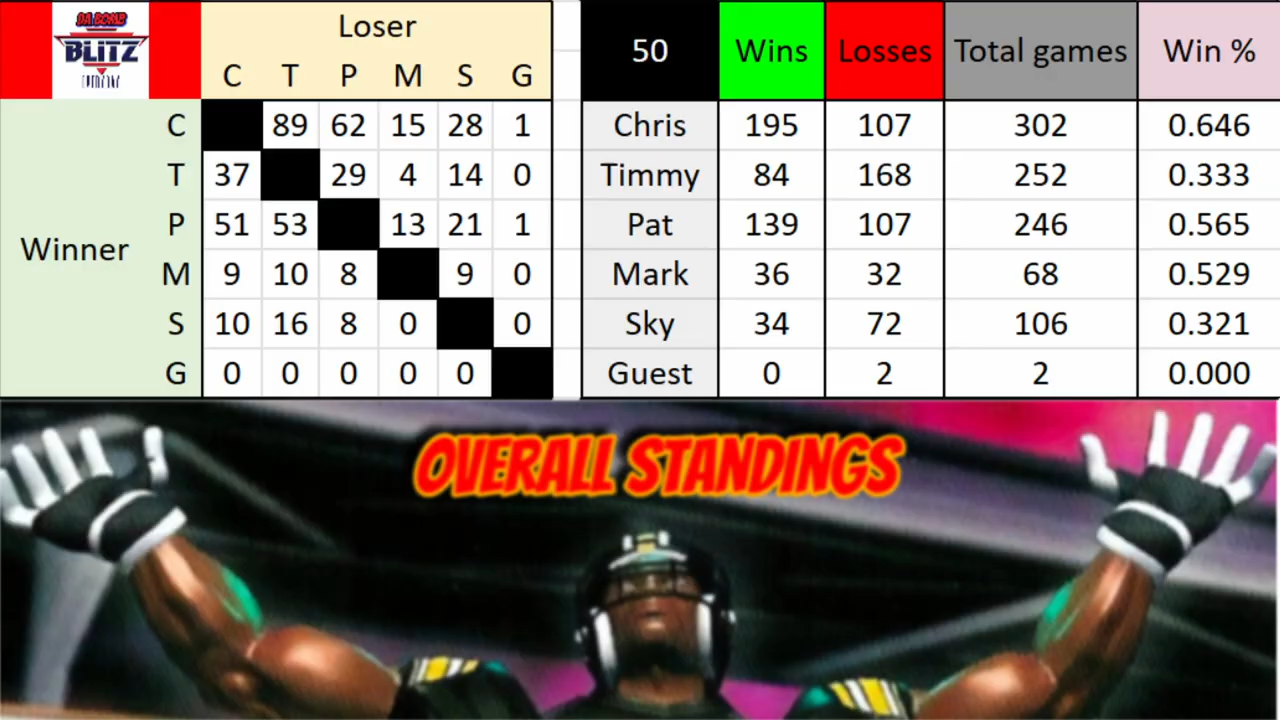 DA BOMB
BLITZ
Loser
C T P M S G
50 Wins Losses Total games Win %
Winner
C 89 62 15 28 1
T 37 29 4 14 0
P 51 53 13 21 1
M 9 10 8 9 0
S 10 16 8 0 0
G 0 0 0 0 0
Chris 195 107 302 0.646
Timmy 84 168 252 0.333
Pat 139 107 246 0.565
Mark 36 32 68 0.529
Sky 34 72 106 0.321
Guest 0 2 2 0.000
OVERALL STANDINGS